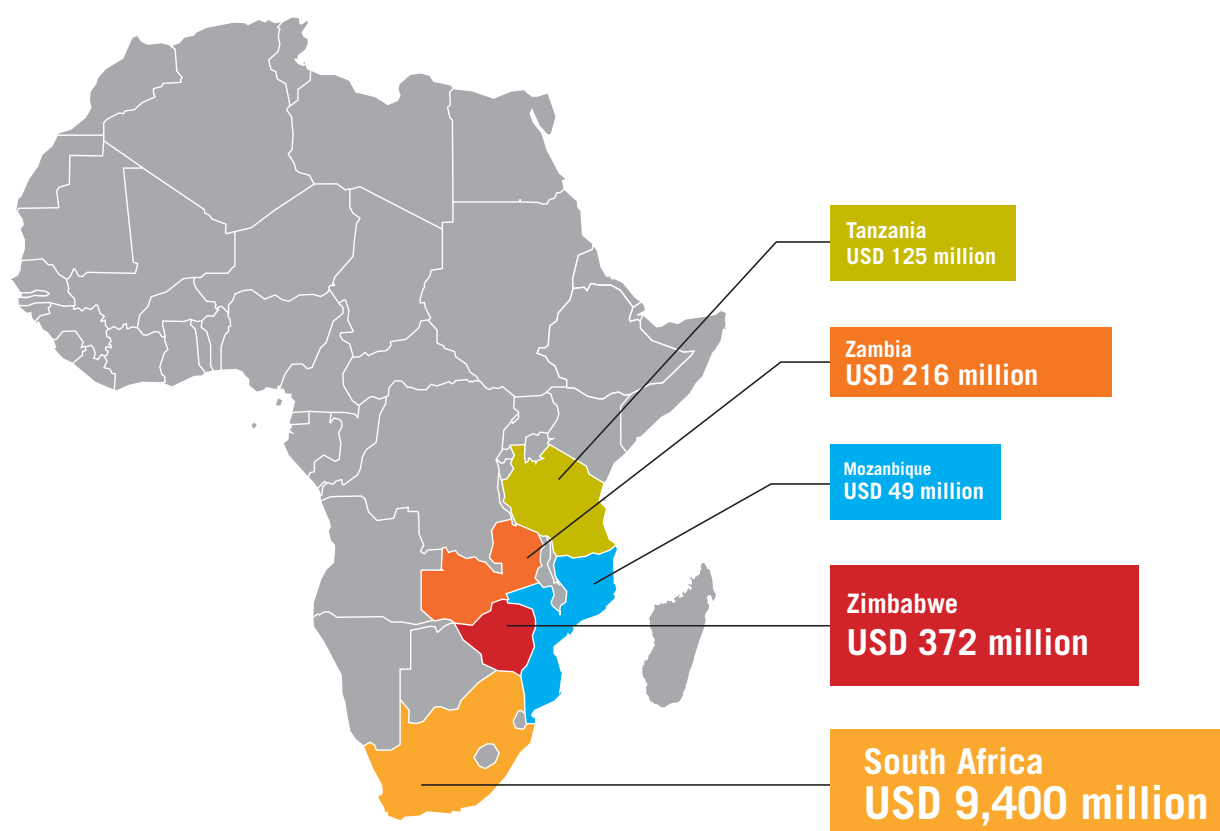 Tanzania
USD 125 million
Zambia
USD 216 million
Mozanbique
USD 49 million
Zimbabwe
USD 372 million
South Africa
USD 9,400 million